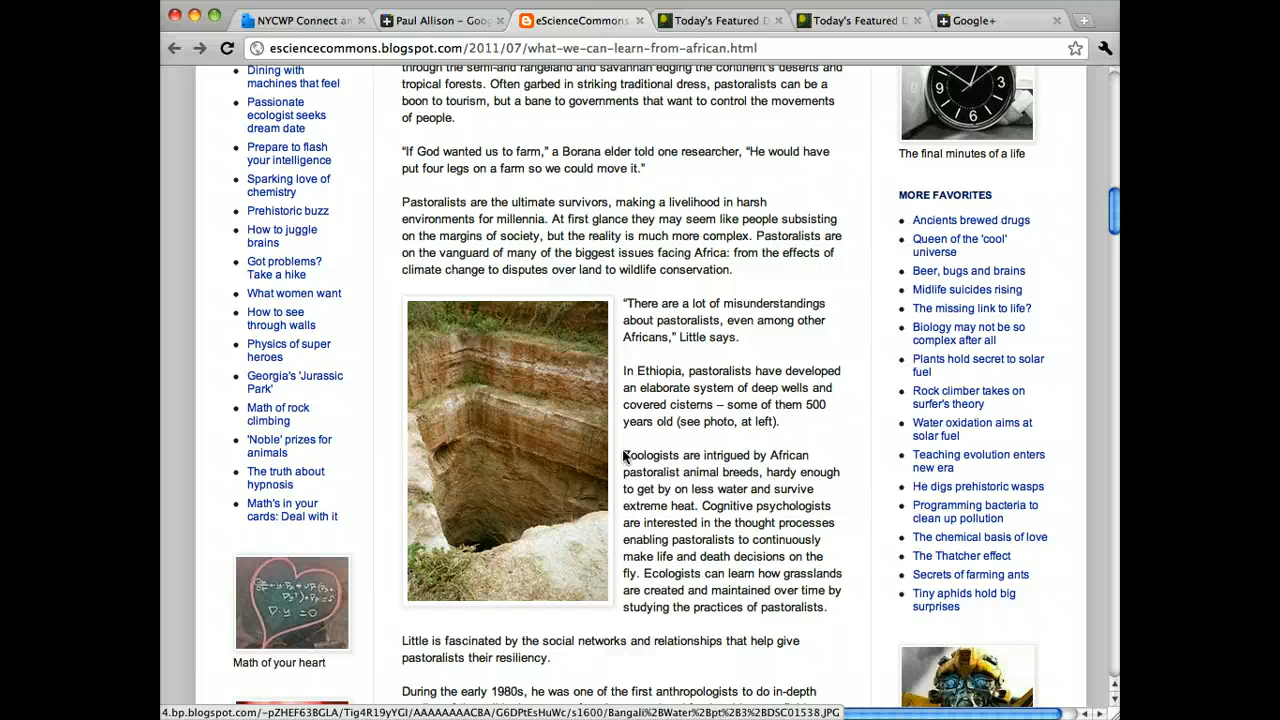 NYCWP Connect an
Paul Allison – Goog
eScienceCommons
Today's Featured D
Today's Featured D
Google+
esciencecommons.blogspot.com/2011/07/what-we-can-learn-from-african.html
Dining with
machines that feel
Passionate
ecologist seeks
dream date
Prepare to flash
your intelligence
Sparking love of
chemistry
Prehistoric buzz
How to juggle
brains
Got problems?
Take a hike
What women want
How to see
through walls
Physics of super
heroes
Georgia's 'Jurassic
Park'
Math of rock
climbing
'Noble' prizes for
animals
The truth about
hypnosis
Math's in your
cards: Deal with it
Math of your heart
through the semi-arid rangeland and savannah edging the continent's deserts and
tropical forests. Often garbed in striking traditional dress, pastoralists can be a
boon to tourism, but a bane to governments that want to control the movements
of people.
“If God wanted us to farm,” a Borana elder told one researcher, “He would have
put four legs on a farm so we could move it.”
Pastoralists are the ultimate survivors, making a livelihood in harsh
environments for millennia. At first glance they may seem like people subsisting
on the margins of society, but the reality is much more complex. Pastoralists are
on the vanguard of many of the biggest issues facing Africa: from the effects of
climate change to disputes over land to wildlife conservation.
“There are a lot of misunderstandings
about pastoralists, even among other
Africans,” Little says.
In Ethiopia, pastoralists have developed
an elaborate system of deep wells and
covered cisterns – some of them 500
years old (see photo, at left).
Zoologists are intrigued by African
pastoralist animal breeds, hardy enough
to get by on less water and survive
extreme heat. Cognitive psychologists
are interested in the thought processes
enabling pastoralists to continuously
make life and death decisions on the
fly. Ecologists can learn how grasslands
are created and maintained over time by
studying the practices of pastoralists.
Little is fascinated by the social networks and relationships that help give
pastoralists their resiliency.
During the early 1980s, he was one of the first anthropologists to do in-depth
3
6
The final minutes of a life
MORE FAVORITES
Ancients brewed drugs
Queen of the 'cool'
universe
Beer, bugs and brains
Midlife suicides rising
The missing link to life?
Biology may not be so
complex after all
Plants hold secret to solar
fuel
Rock climber takes on
surfer's theory
Water oxidation aims at
solar fuel
Teaching evolution enters
new era
He digs prehistoric wasps
Programming bacteria to
clean up pollution
The chemical basis of love
The Thatcher effect
Secrets of farming ants
Tiny aphids hold big
surprises